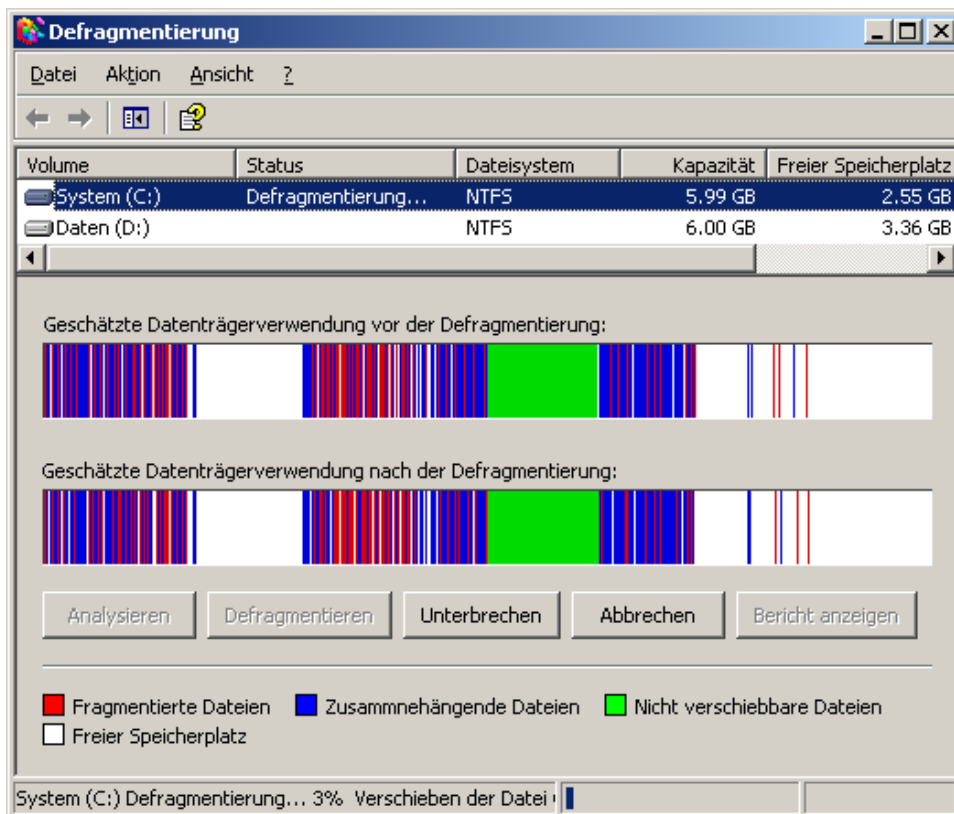 Defragmentierung
Datei Aktion Ansicht ?
Volume Status Dateisystem Kapazität Freier Speicherplatz
System (C:) Defragmentierung... NTFS 5.99 GB 2.55 GB
Daten (D:) NTFS 6.00 GB 3.36 GB
Geschätzte Datenträgerverwendung vor der Defragmentierung:
Geschätzte Datenträgerverwendung nach der Defragmentierung:
Analysieren Defragmentieren Unterbrechen Abbrechen Bericht anzeigen
Fragmentierte Dateien Zusammnehängende Dateien Nicht verschiebbare Dateien
Freier Speicherplatz
System (C:) Defragmentierung... 3% Verschieben der Datei